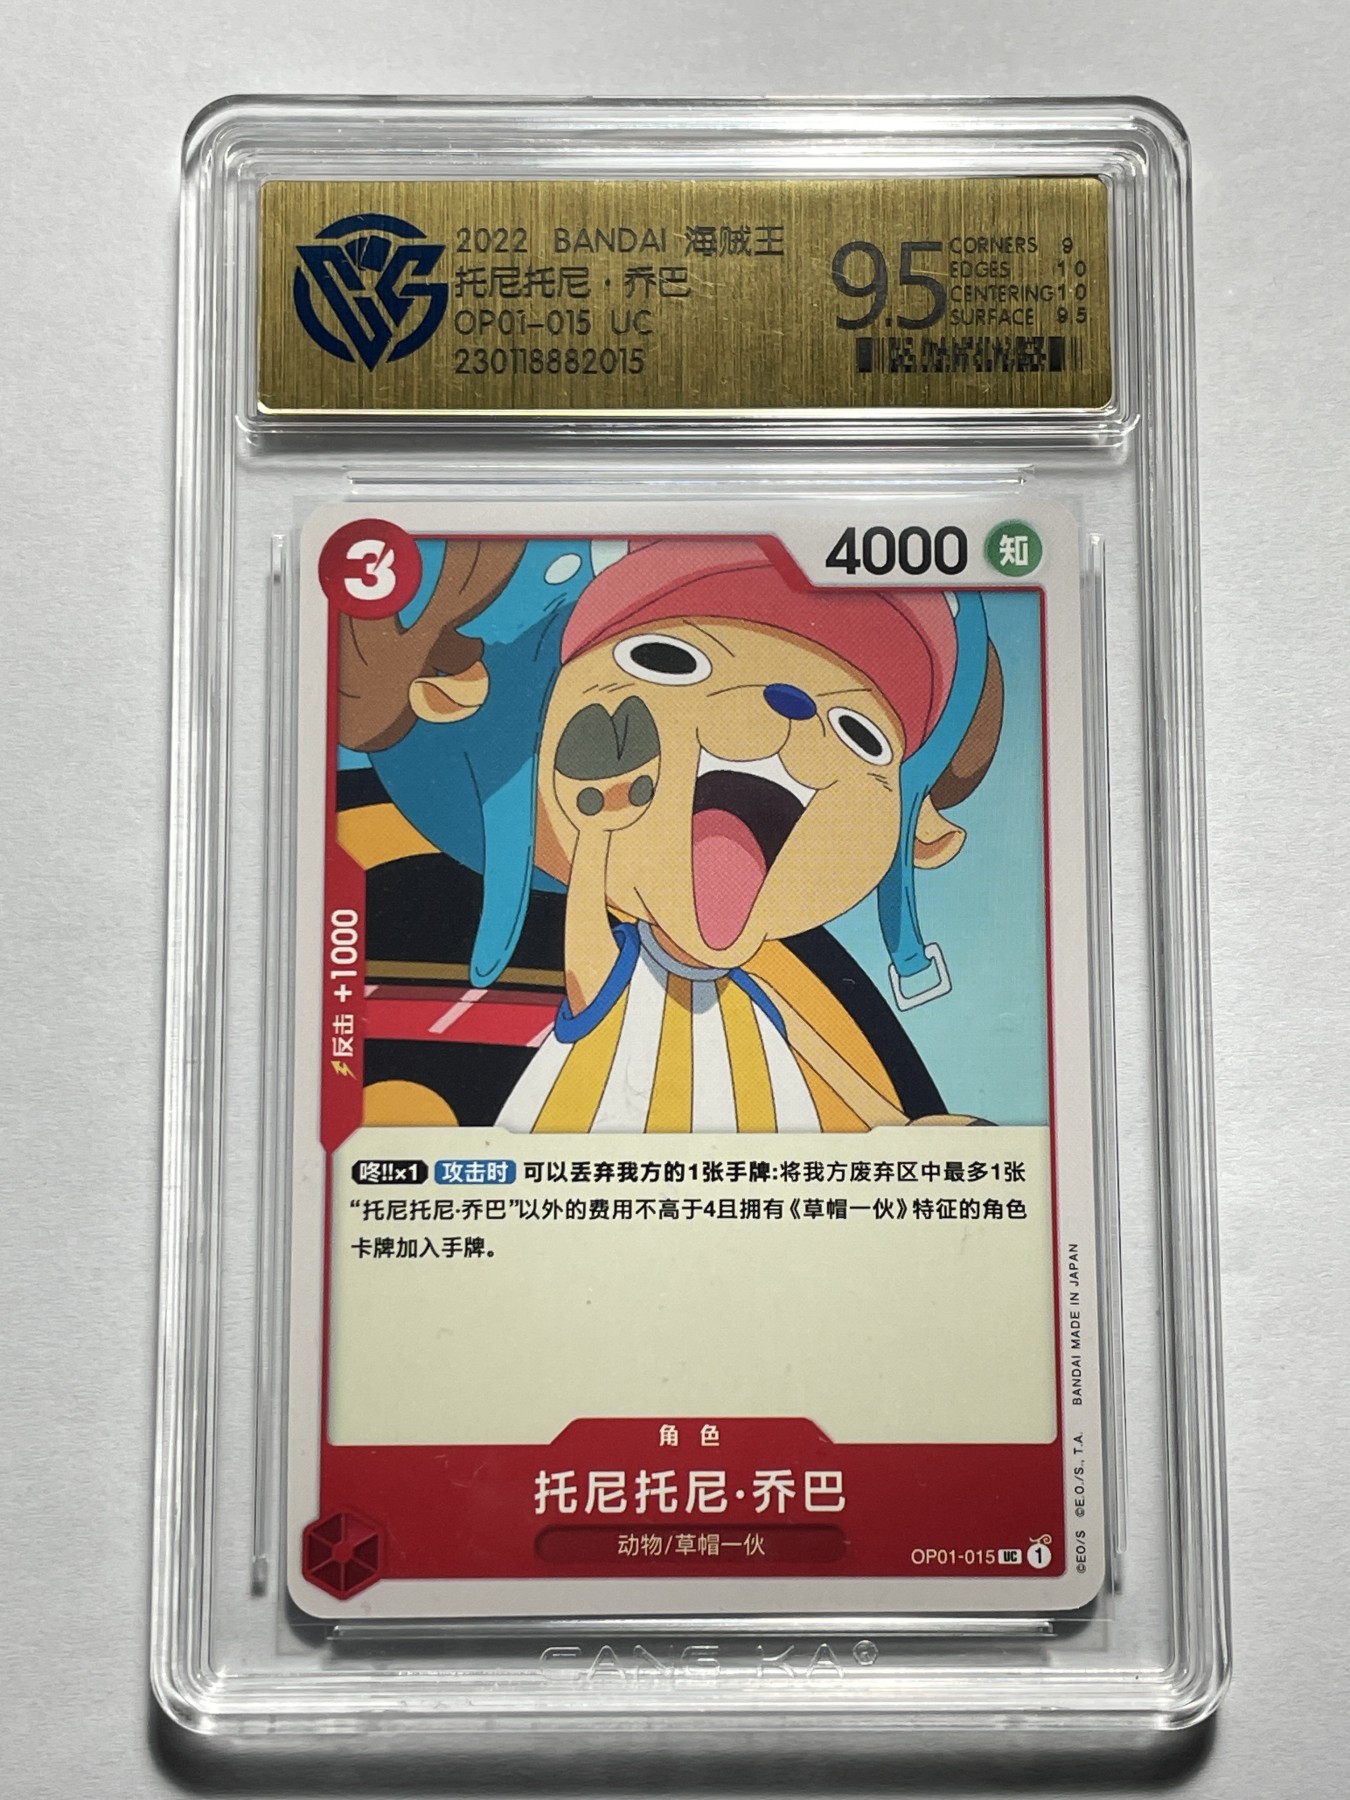 2022 BANDAI 海贼王
托尼托尼·乔巴
OP01-015 UC
230118882015
9.5
CORNERS 9
EDGES 10
CENTERING 10
SURFACE 9.5
3
4000 知
反击 +1000
咚!!x1 攻击时 可以丢弃我方的1张手牌:将我方废弃区中最多1张
“托尼托尼·乔巴”以外的费用不高于4且拥有《草帽一伙》特征的角色
卡牌加入手牌。
角色
托尼托尼·乔巴
动物/草帽一伙
OP01-015 UC 1
©EO/S ©E.O./S., T.A. BANDAI MADE IN JAPAN
CANG KA®